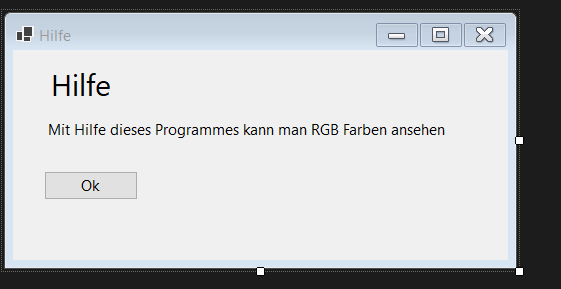 Hilfe
Hilfe
Mit Hilfe dieses Programmes kann man RGB Farben ansehen
Ok